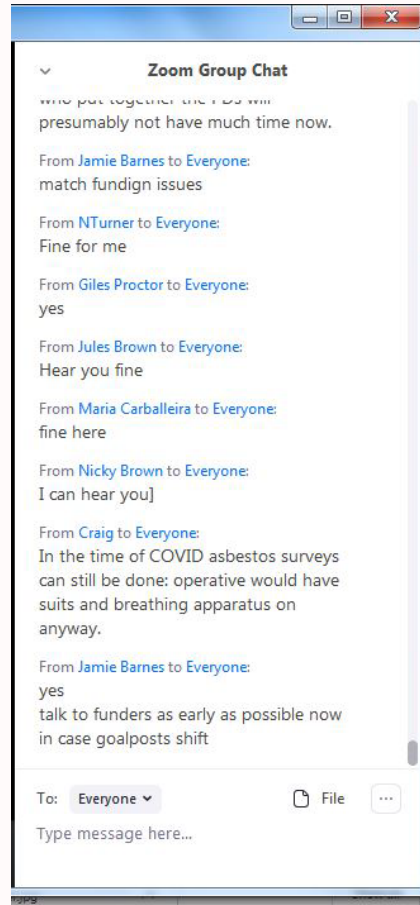 Zoom Group Chat
who put together the PDs will
presumably not have much time now.
From Jamie Barnes to Everyone:
match fundign issues
From NTurner to Everyone:
Fine for me
From Giles Proctor to Everyone:
yes
From Jules Brown to Everyone:
Hear you fine
From Maria Carballeira to Everyone:
fine here
From Nicky Brown to Everyone:
I can hear you]
From Craig to Everyone:
In the time of COVID asbestos surveys
can still be done: operative would have
suits and breathing apparatus on
anyway.
From Jamie Barnes to Everyone:
yes
talk to funders as early as possible now
in case goalposts shift
To: Everyone File ...
Type message here...